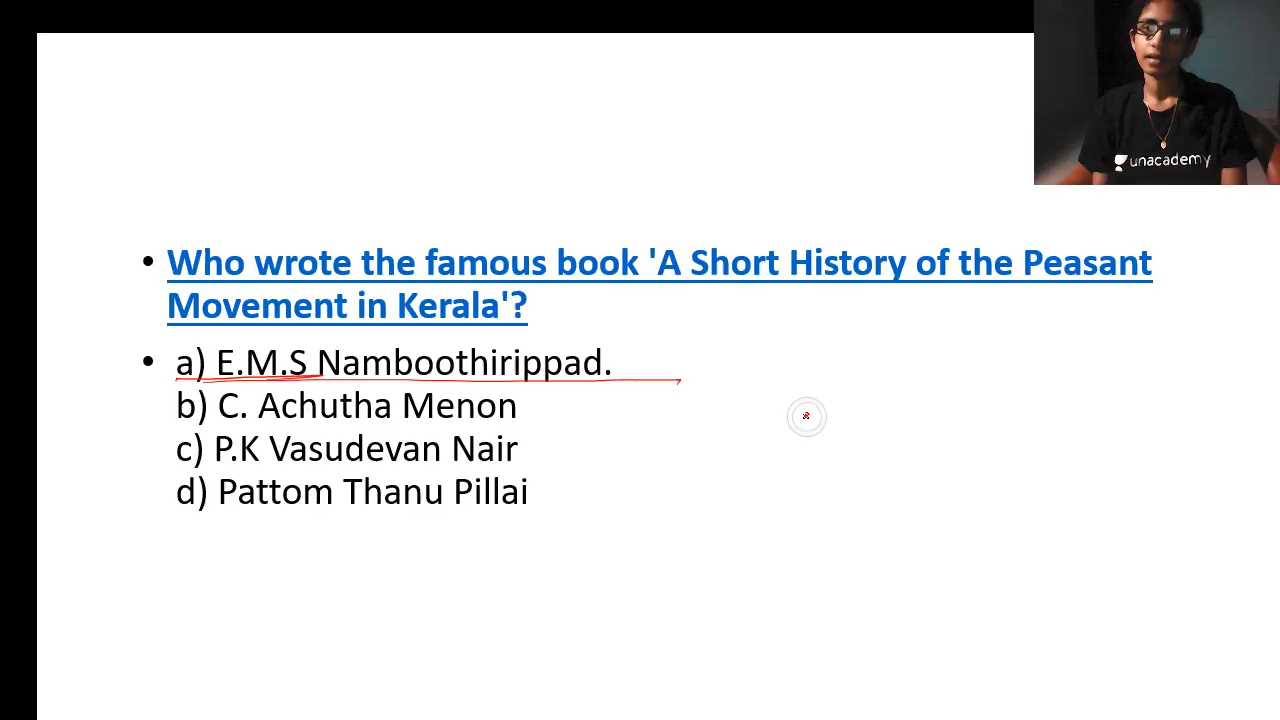 unacademy
• Who wrote the famous book 'A Short History of the Peasant
Movement in Kerala'?
• a) E.M.S Namboothirippad.
b) C. Achutha Menon
c) P.K Vasudevan Nair
d) Pattom Thanu Pillai